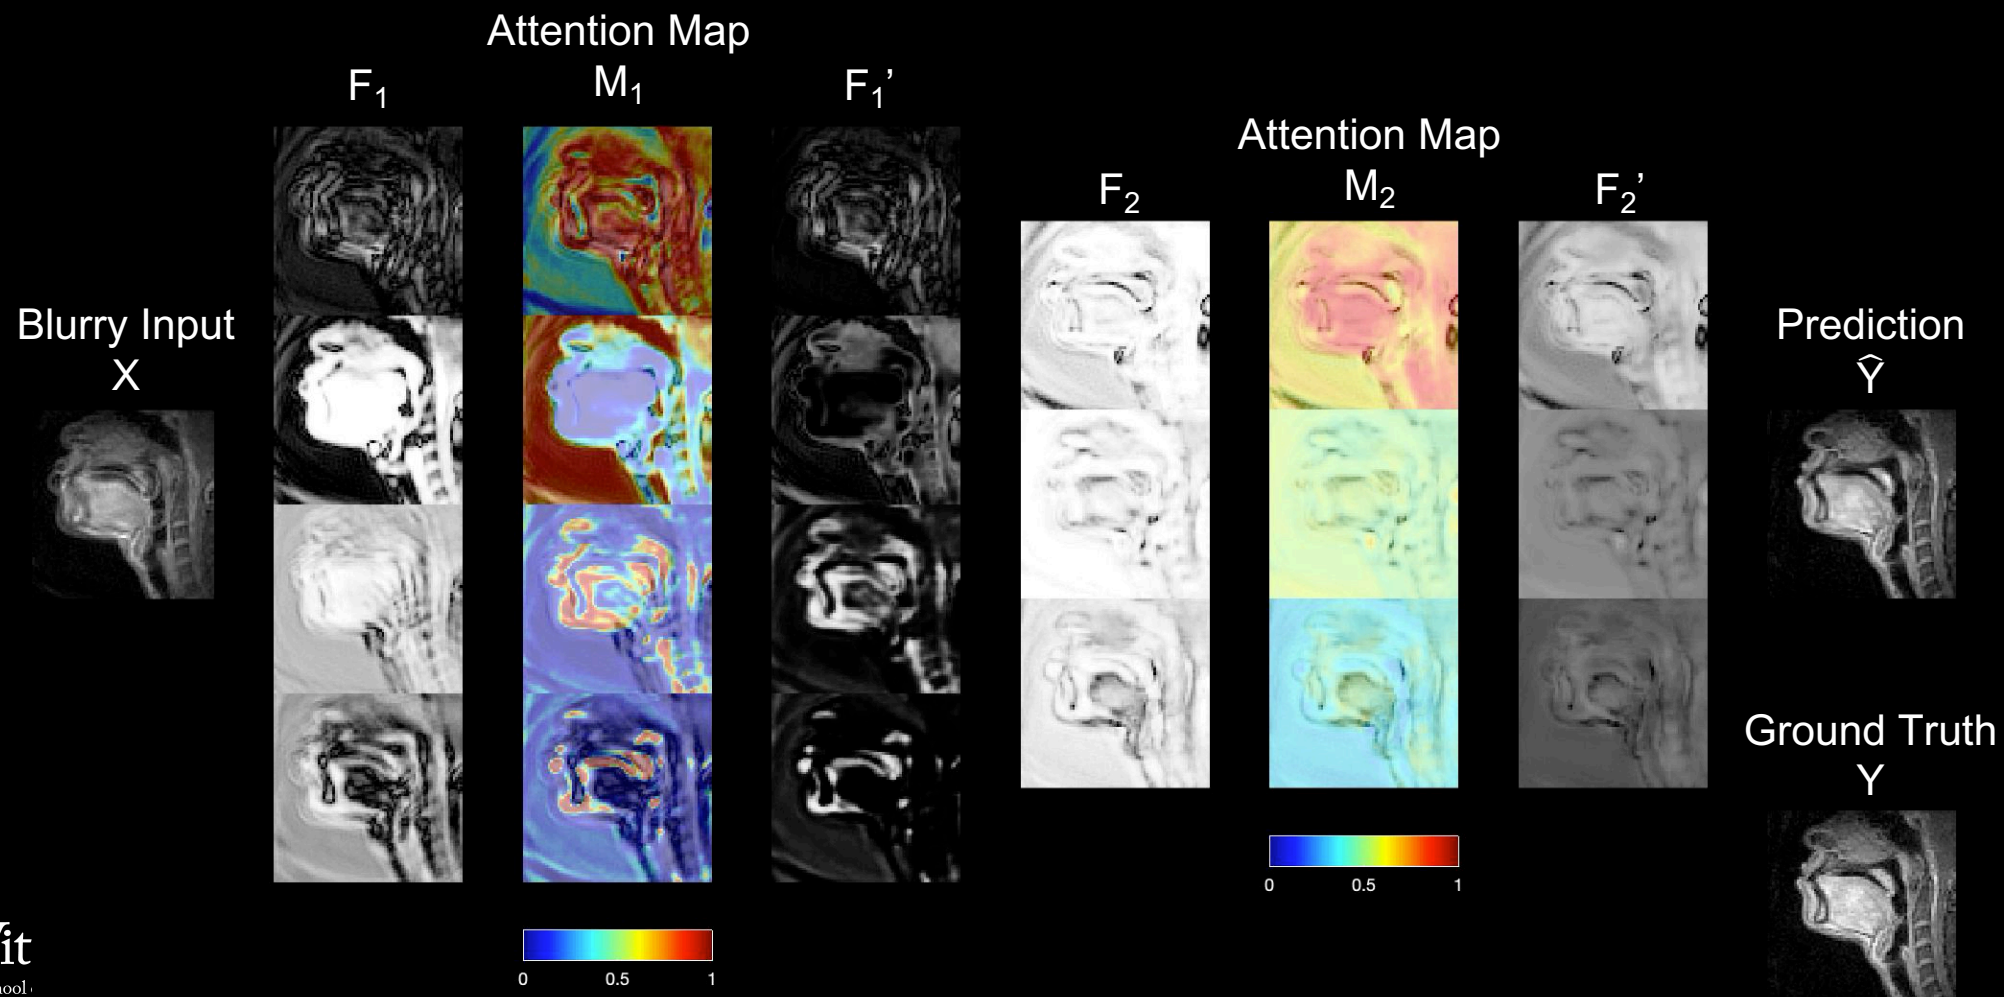 Attention Map
F₁
M₁
F₁’
Attention Map
F₂
M₂
F₂’
Blurry Input
X
Prediction
Ŷ
Ground Truth
Y
0 0.5 1
0 0.5 1
it